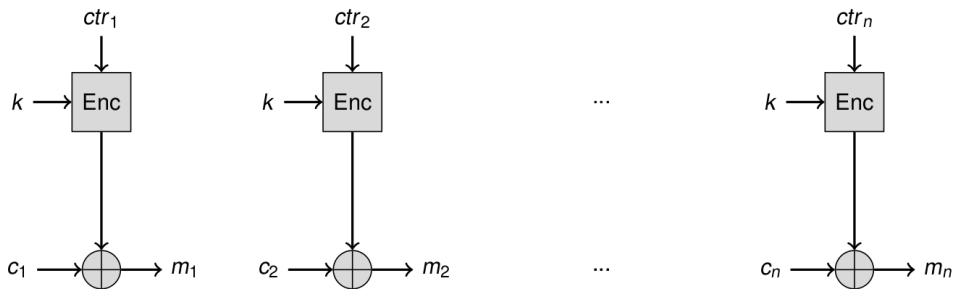 ctr₁ ctr₂ ctrₙ
k Enc k Enc ... k Enc
c₁ m₁ c₂ m₂ ... cₙ mₙ